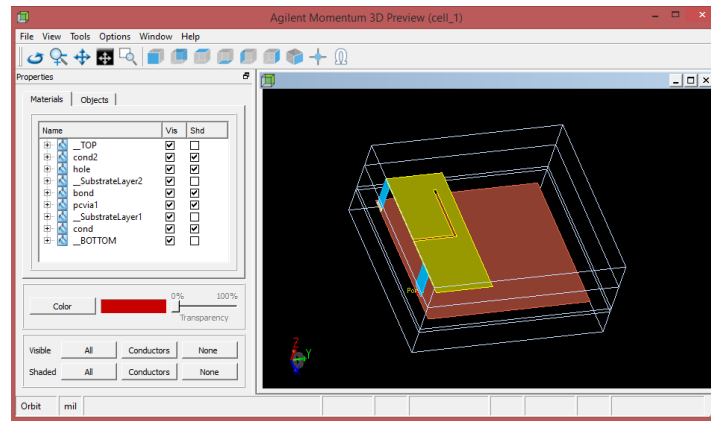 Agilent Momentum 3D Preview (cell_1)
File View Tools Options Window Help
Properties
Materials Objects
Name Vis Shd
__TOP
cond2
hole
__SubstrateLayer2
bond
pcvia1
__SubstrateLayer1
cond
__BOTTOM
0% 100%
Color
Transparency
Visible All Conductors None
Shaded All Conductors None
Z
Y
Orbit mil